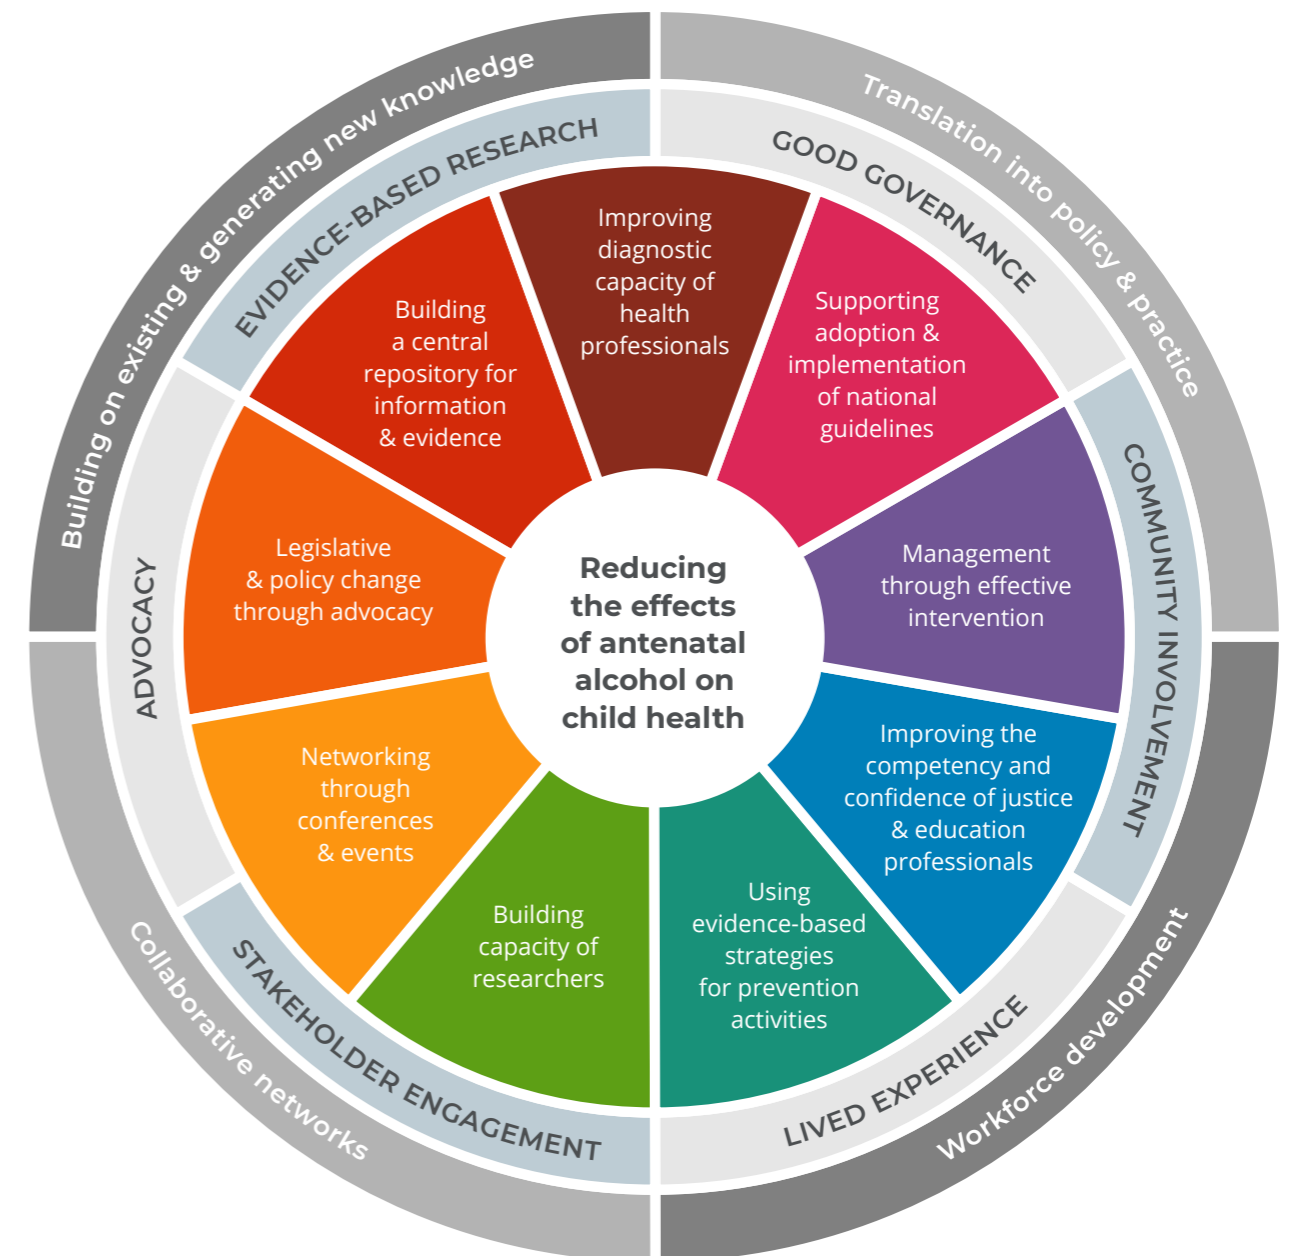 Building on existing & generating new knowledge
Translation into policy & practice
Workforce development
Collaborative networks
EVIDENCE-BASED RESEARCH
GOOD GOVERNANCE
COMMUNITY INVOLVEMENT
LIVED EXPERIENCE
STAKEHOLDER ENGAGEMENT
ADVOCACY
Improving
diagnostic
capacity of
health
professionals
Supporting
adoption &
implementation
of national
guidelines
Management
through effective
intervention
Improving the
competency and
confidence of justice
& education
professionals
Using
evidence-based
strategies
for prevention
activities
Building
capacity of
researchers
Networking
through
conferences
& events
Legislative
& policy change
through advocacy
Building
a central
repository for
information
& evidence
Reducing
the effects
of antenatal
alcohol on
child health